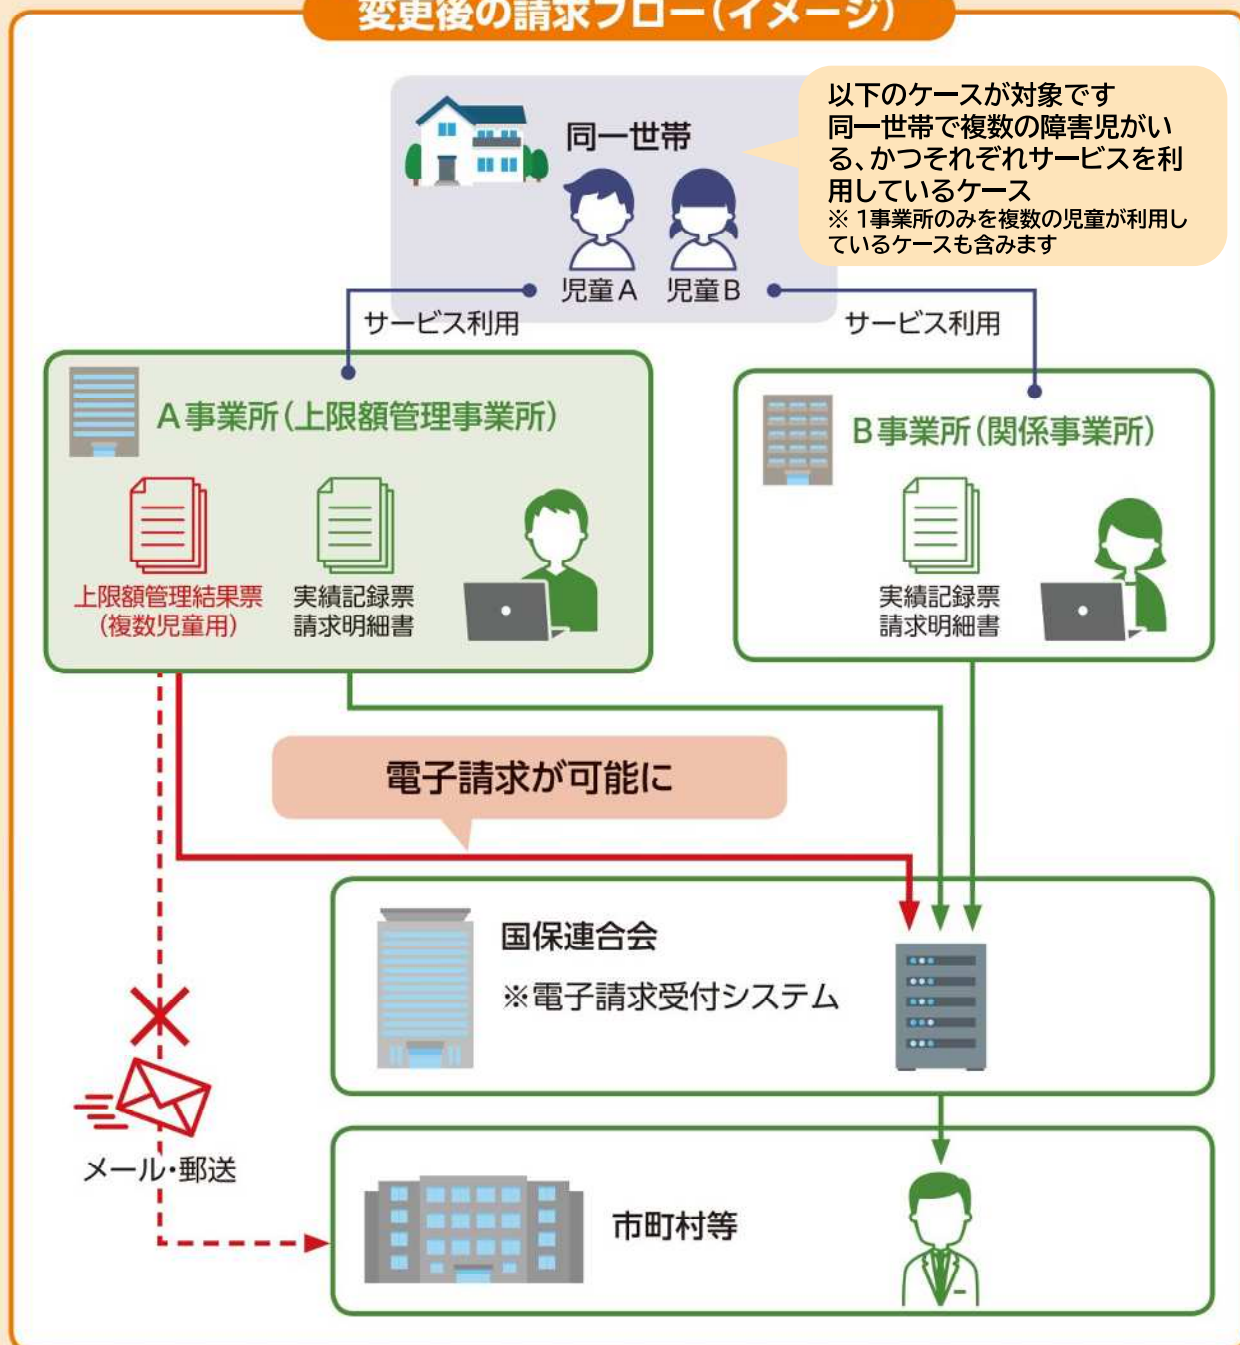 変更後の請求フロー(イメージ)
同一世帯
児童A 児童B
以下のケースが対象です
同一世帯で複数の障害児がい
る、かつそれぞれサービスを利
用しているケース
※ 1事業所のみを複数の児童が利用し
ているケースも含みます
サービス利用
サービス利用
A事業所(上限額管理事業所)
上限額管理結果票
(複数児童用)
実績記録票
請求明細書
B事業所(関係事業所)
実績記録票
請求明細書
電子請求が可能に
国保連合会
※電子請求受付システム
メール・郵送
市町村等